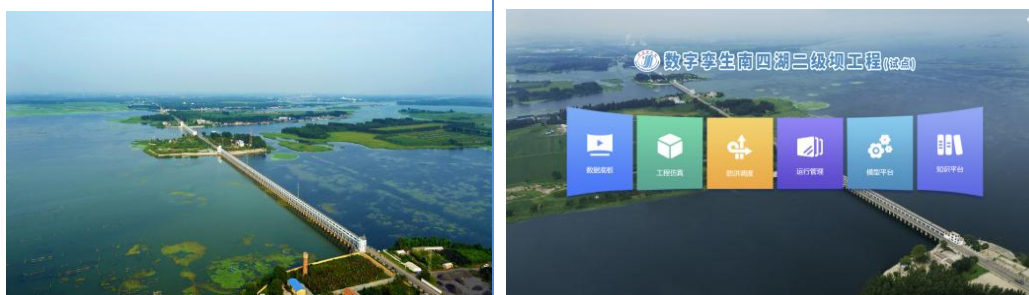 数字孪生南四湖二级坝工程(试点)
数据底板
工程仿真
防洪调度
运行管理
模型平台
知识平台